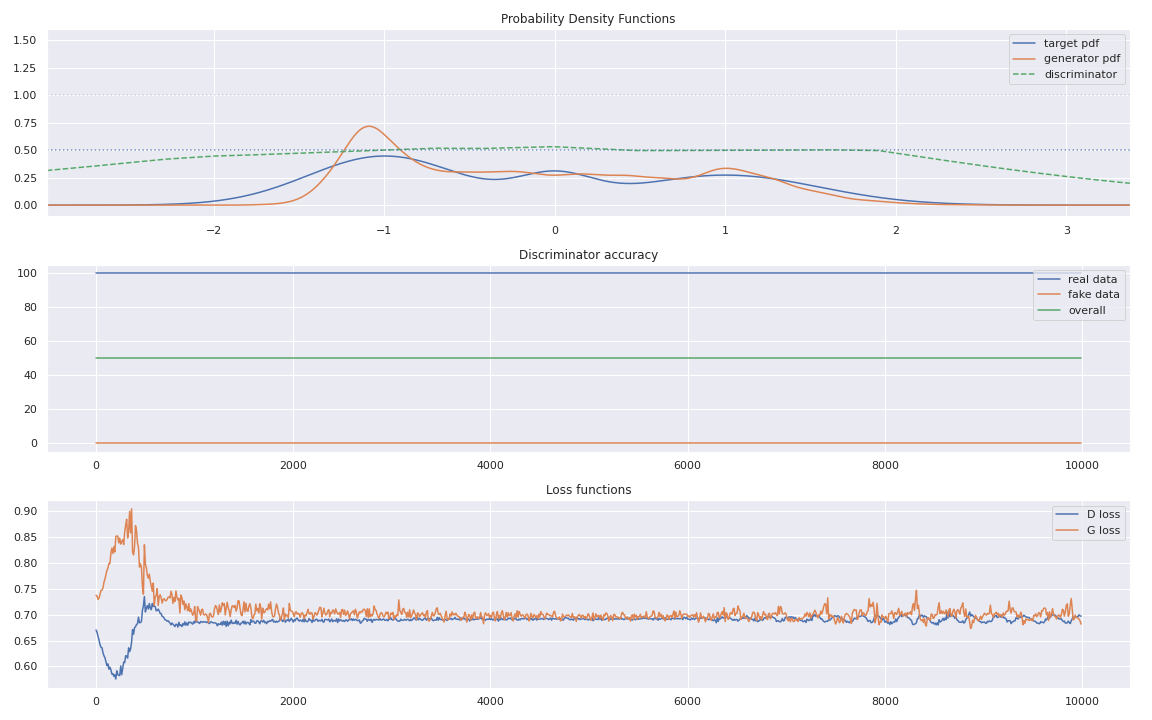 Probability Density Functions
1.50
1.25
1.00
0.75
0.50
0.25
0.00
target pdf
generator pdf
discriminator
−2 −1 0 1 2 3
Discriminator accuracy
100
80
60
40
20
0
real data
fake data
overall
0 2000 4000 6000 8000 10000
Loss functions
0.90
0.85
0.80
0.75
0.70
0.65
0.60
D loss
G loss
0 2000 4000 6000 8000 10000